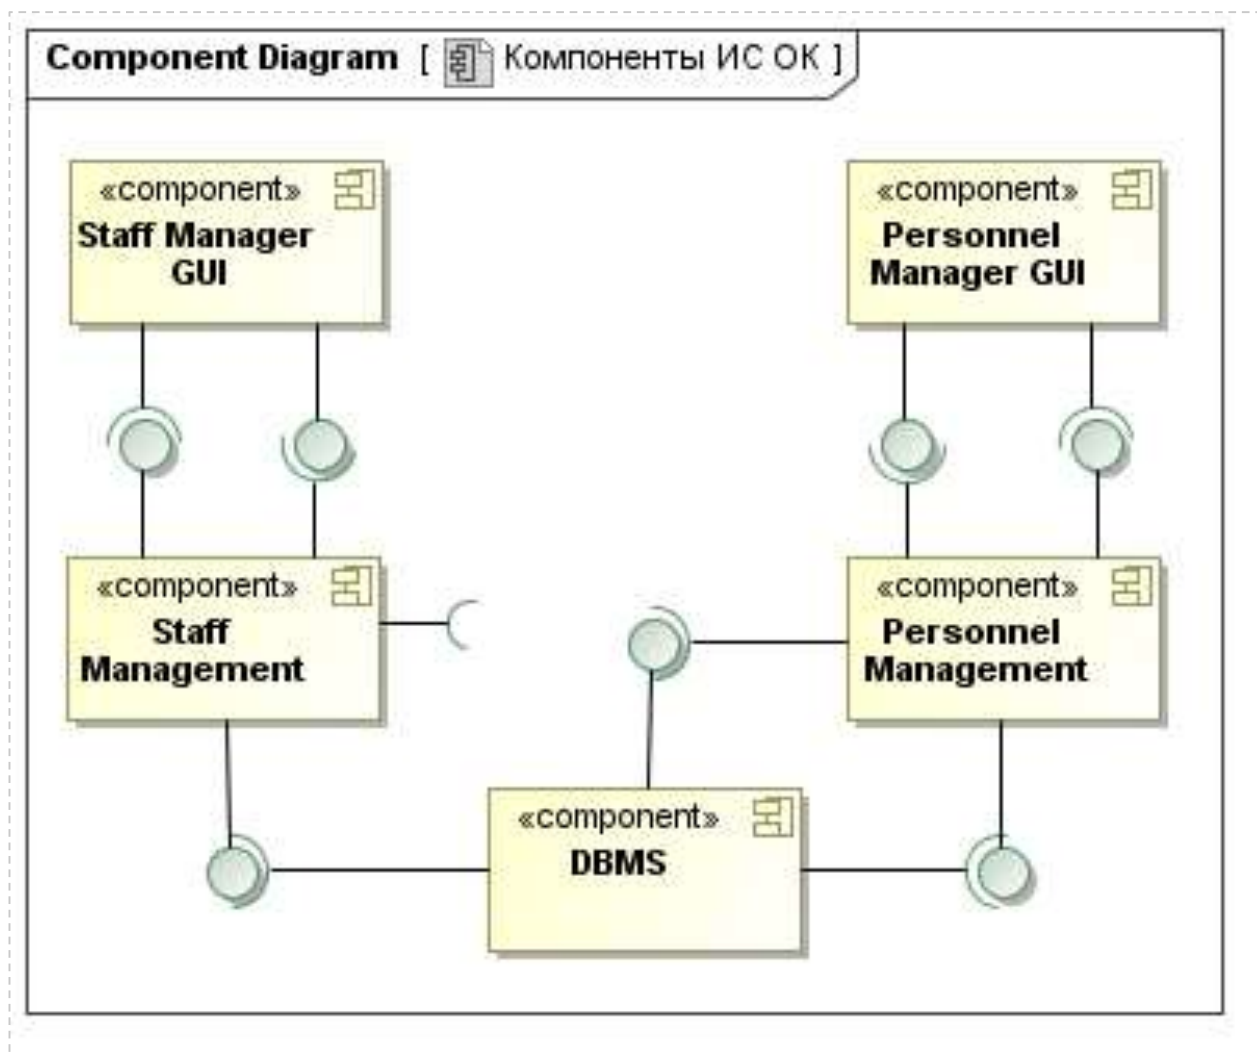 Component Diagram [ Компоненты ИС ОК ]
«component»
Staff Manager
GUI
«component»
Personnel
Manager GUI
«component»
Staff
Management
«component»
Personnel
Management
«component»
DBMS